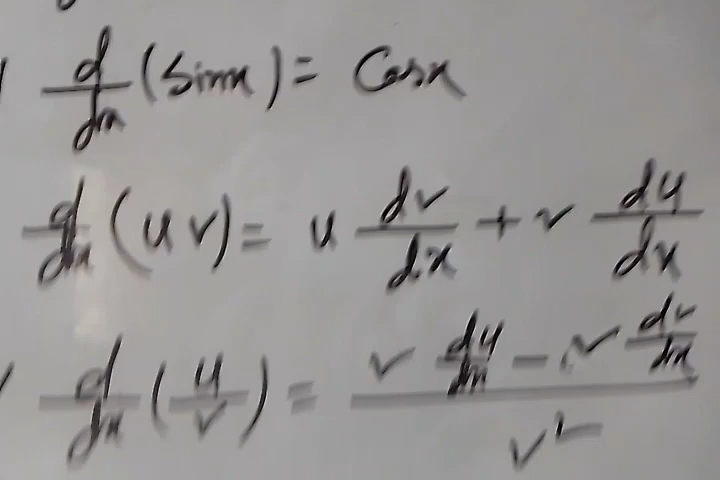 d/dx (Sinx) = Cosx
d/dx (uv) = u dv/dx + v du/dx
d/dx (u/v) = (v du/dx - v dv/dx)/v²